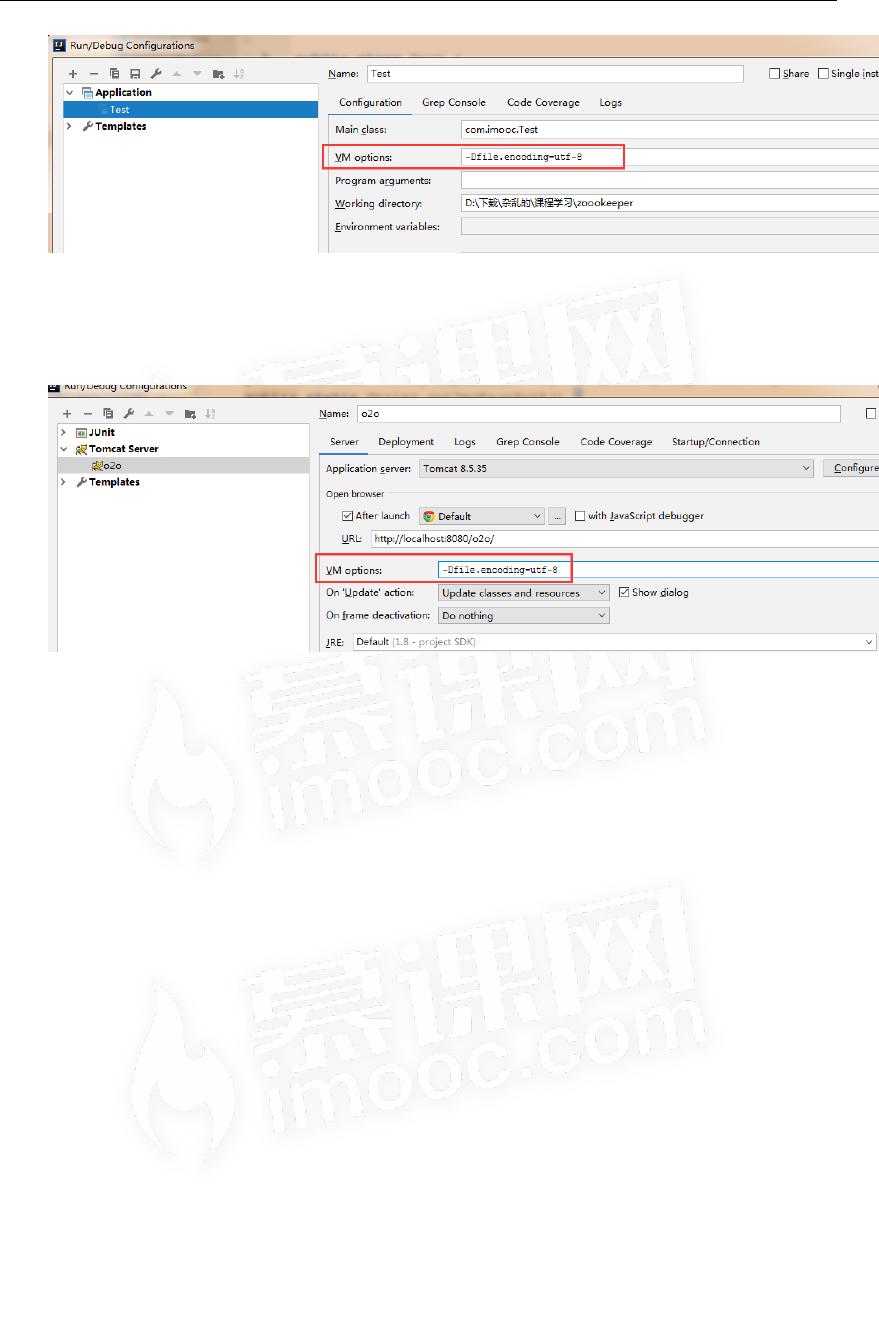 Run/Debug Configurations
Name: Test Share Single inst
Application
Test
Templates
Configuration Grep Console Code Coverage Logs
Main class: com.imooc.Test
VM options: -Dfile.encoding=utf-8
Program arguments:
Working directory: D:\下载\杂乱的\课程学习\zoookeeper
Environment variables:
慕课网
Run/Debug Configurations
Name: o2o
JUnit
Tomcat Server
o2o
Templates
Server Deployment Logs Grep Console Code Coverage Startup/Connection
Application server: Tomcat 8.5.35 Configure
Open browser
After launch Default ... with JavaScript debugger
URL: http://localhost:8080/o2o/
VM options: -Dfile.encoding=utf-8
On 'Update' action: Update classes and resources Show dialog
On frame deactivation: Do nothing
JRE: Default (1.8 - project SDK)
慕课网
imooc.com
慕课网
imooc.com